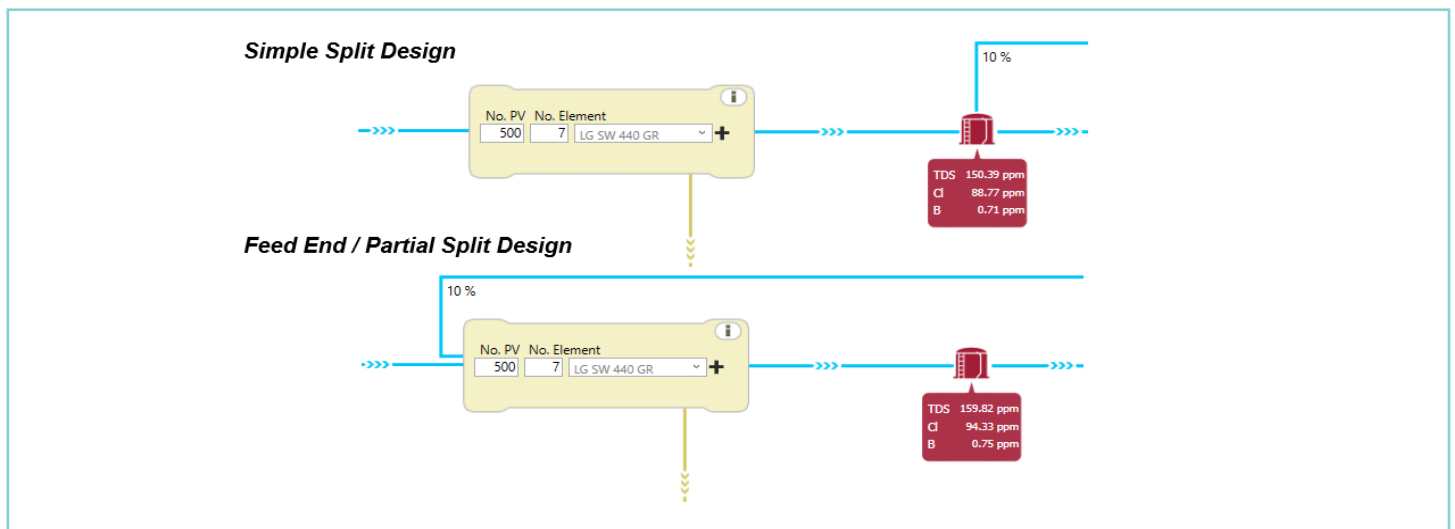 Simple Split Design
10 %
i
No. PV No. Element
500 7 LG SW 440 GR
TDS 150.39 ppm
Cl 88.77 ppm
B 0.71 ppm
Feed End / Partial Split Design
10 %
i
No. PV No. Element
500 7 LG SW 440 GR
TDS 159.82 ppm
Cl 94.33 ppm
B 0.75 ppm